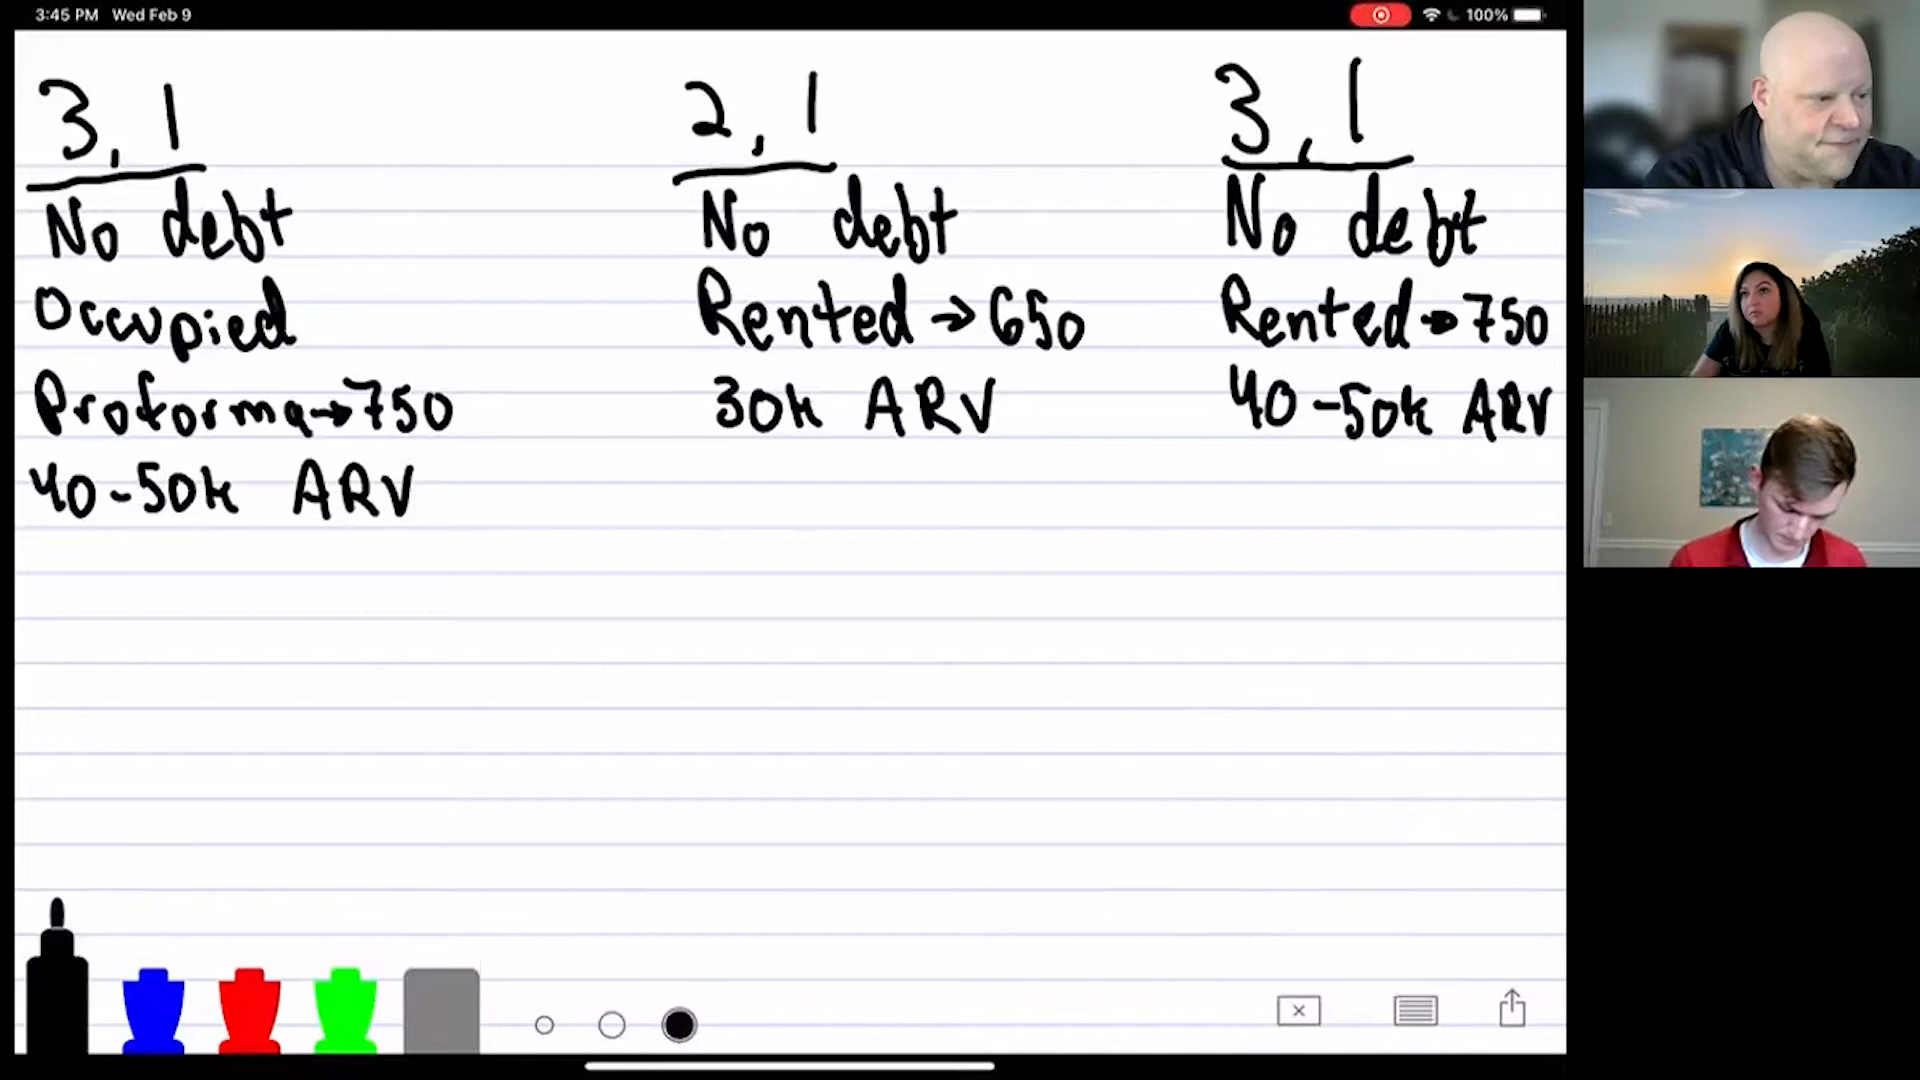 3:45 PM Wed Feb 9
100%
3, 1
No debt
Occupied
Proforma→750
40-50k ARV
2, 1
No debt
Rented→650
30k ARV
3, 1
No debt
Rented→750
40-50k ARV